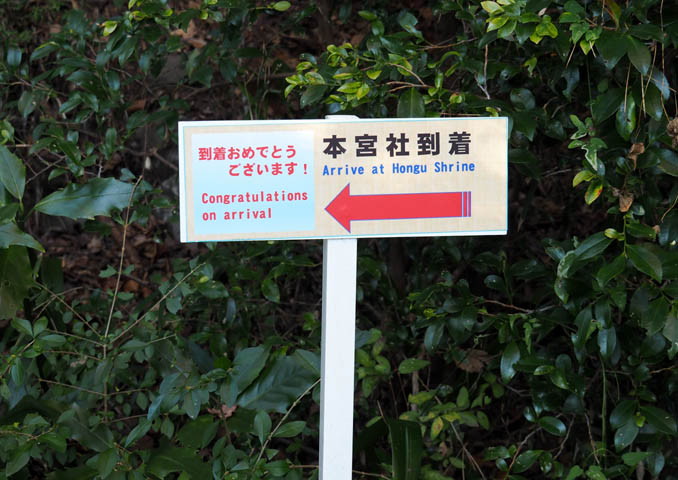 到着おめでとう
ございます!
Congratulations
on arrival
本宮社到着
Arrive at Hongu Shrine